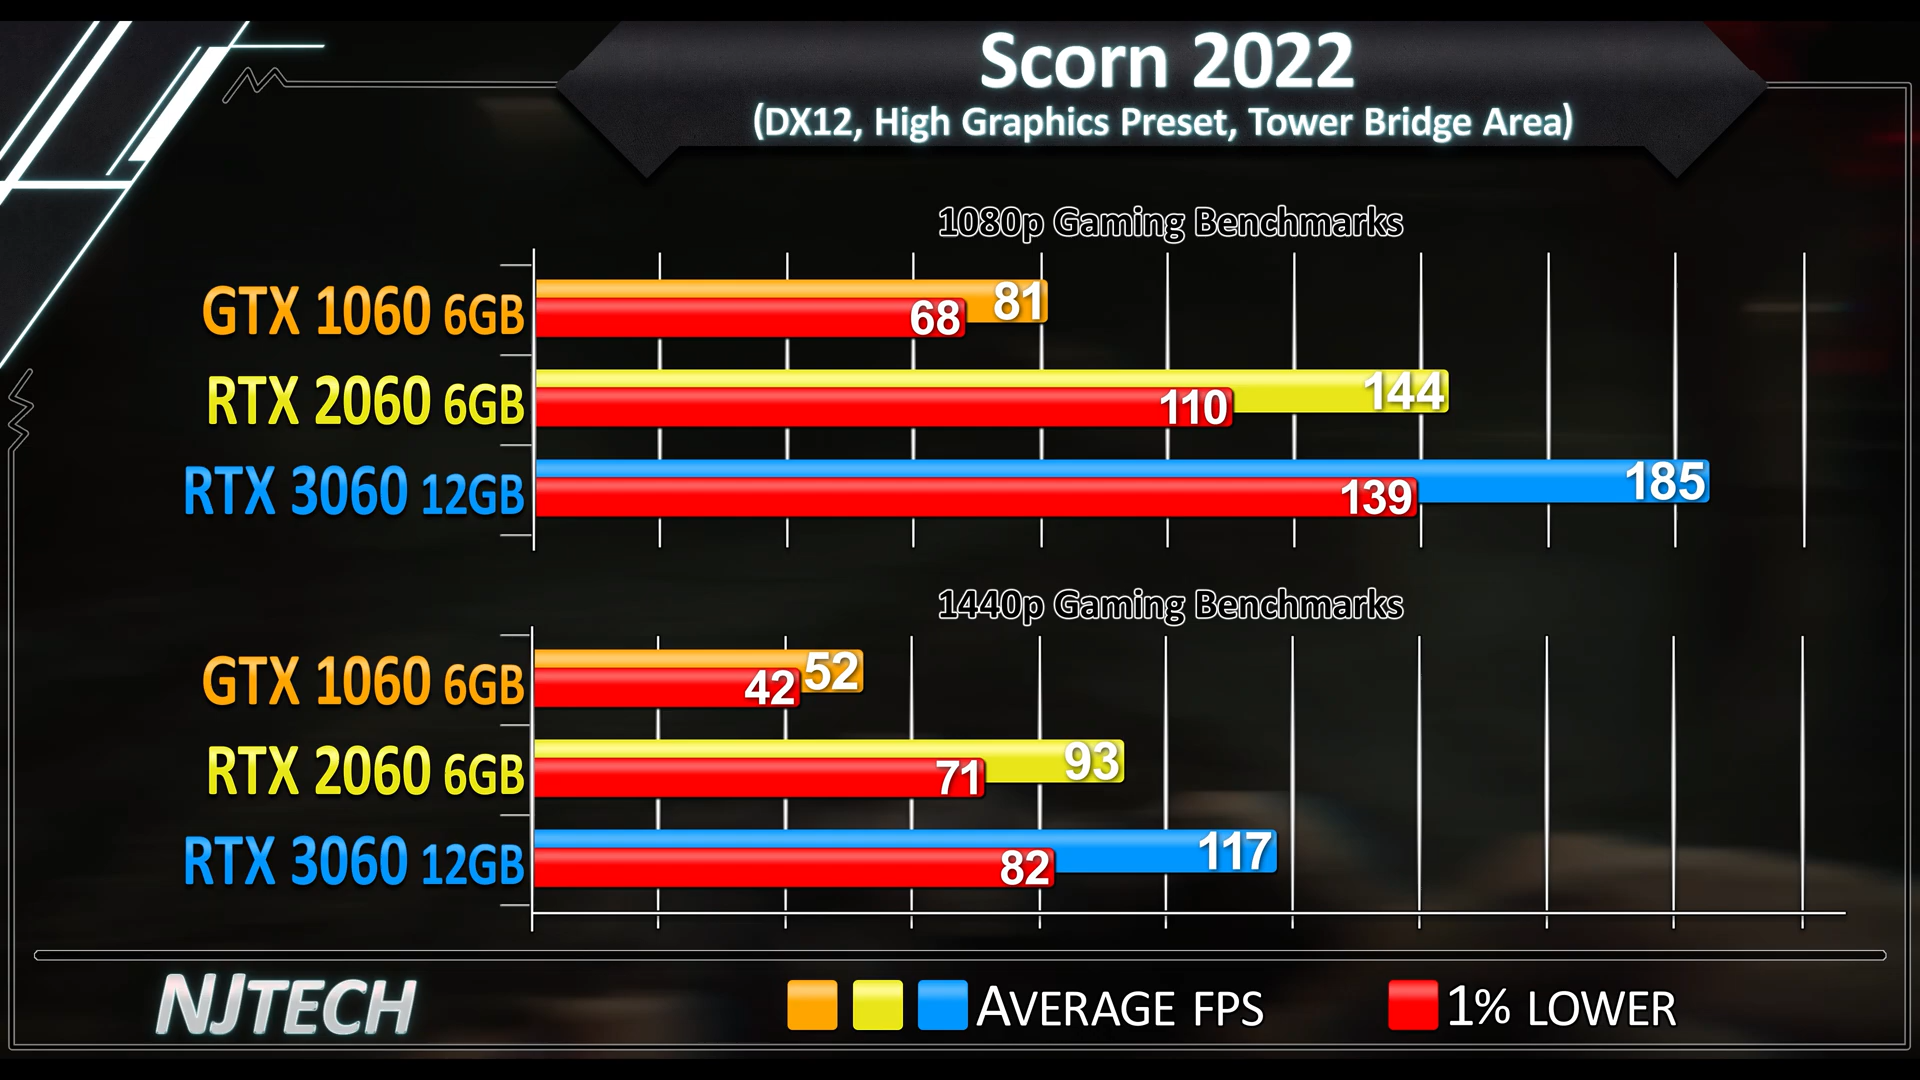 Scorn 2022
(DX12, High Graphics Preset, Tower Bridge Area)
1080p Gaming Benchmarks
GTX 1060 6GB
81
68
RTX 2060 6GB
144
110
RTX 3060 12GB
185
139
1440p Gaming Benchmarks
GTX 1060 6GB
52
42
RTX 2060 6GB
93
71
RTX 3060 12GB
117
82
NJTECH
AVERAGE FPS
1% LOWER